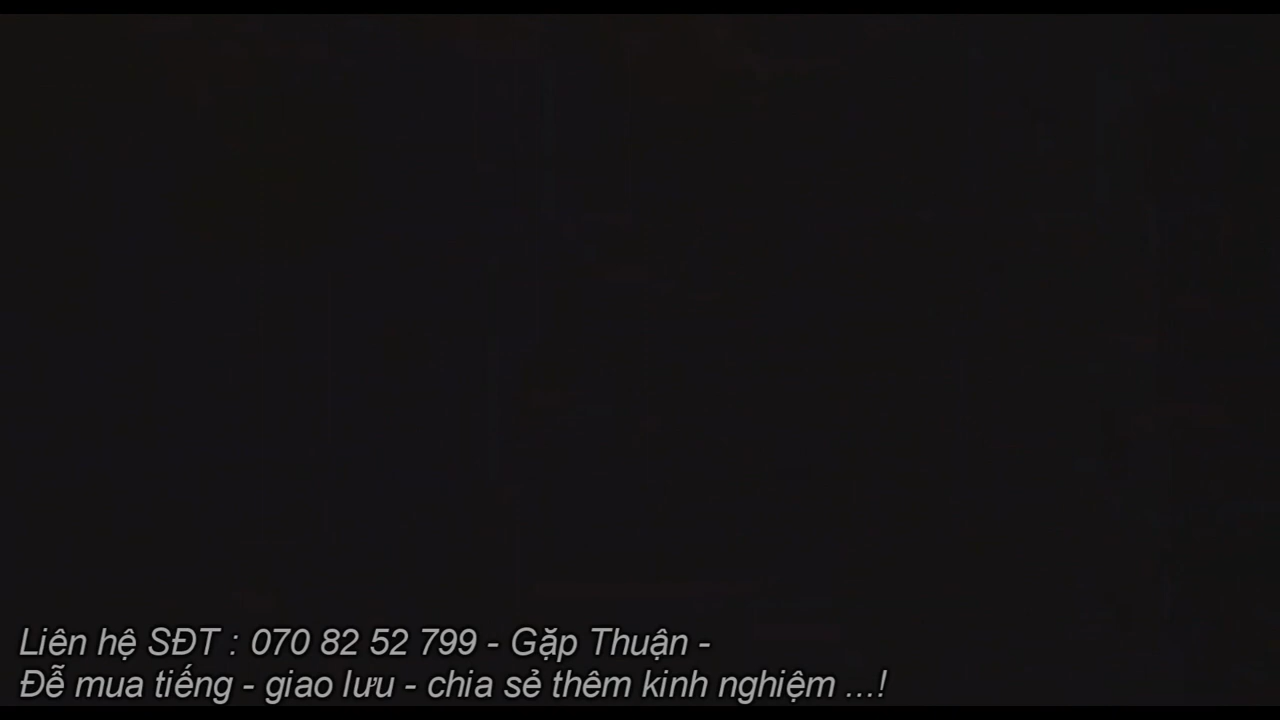 Liên hệ SĐT : 070 82 52 799 - Gặp Thuận -
Đễ mua tiếng - giao lưu - chia sẻ thêm kinh nghiệm ...!